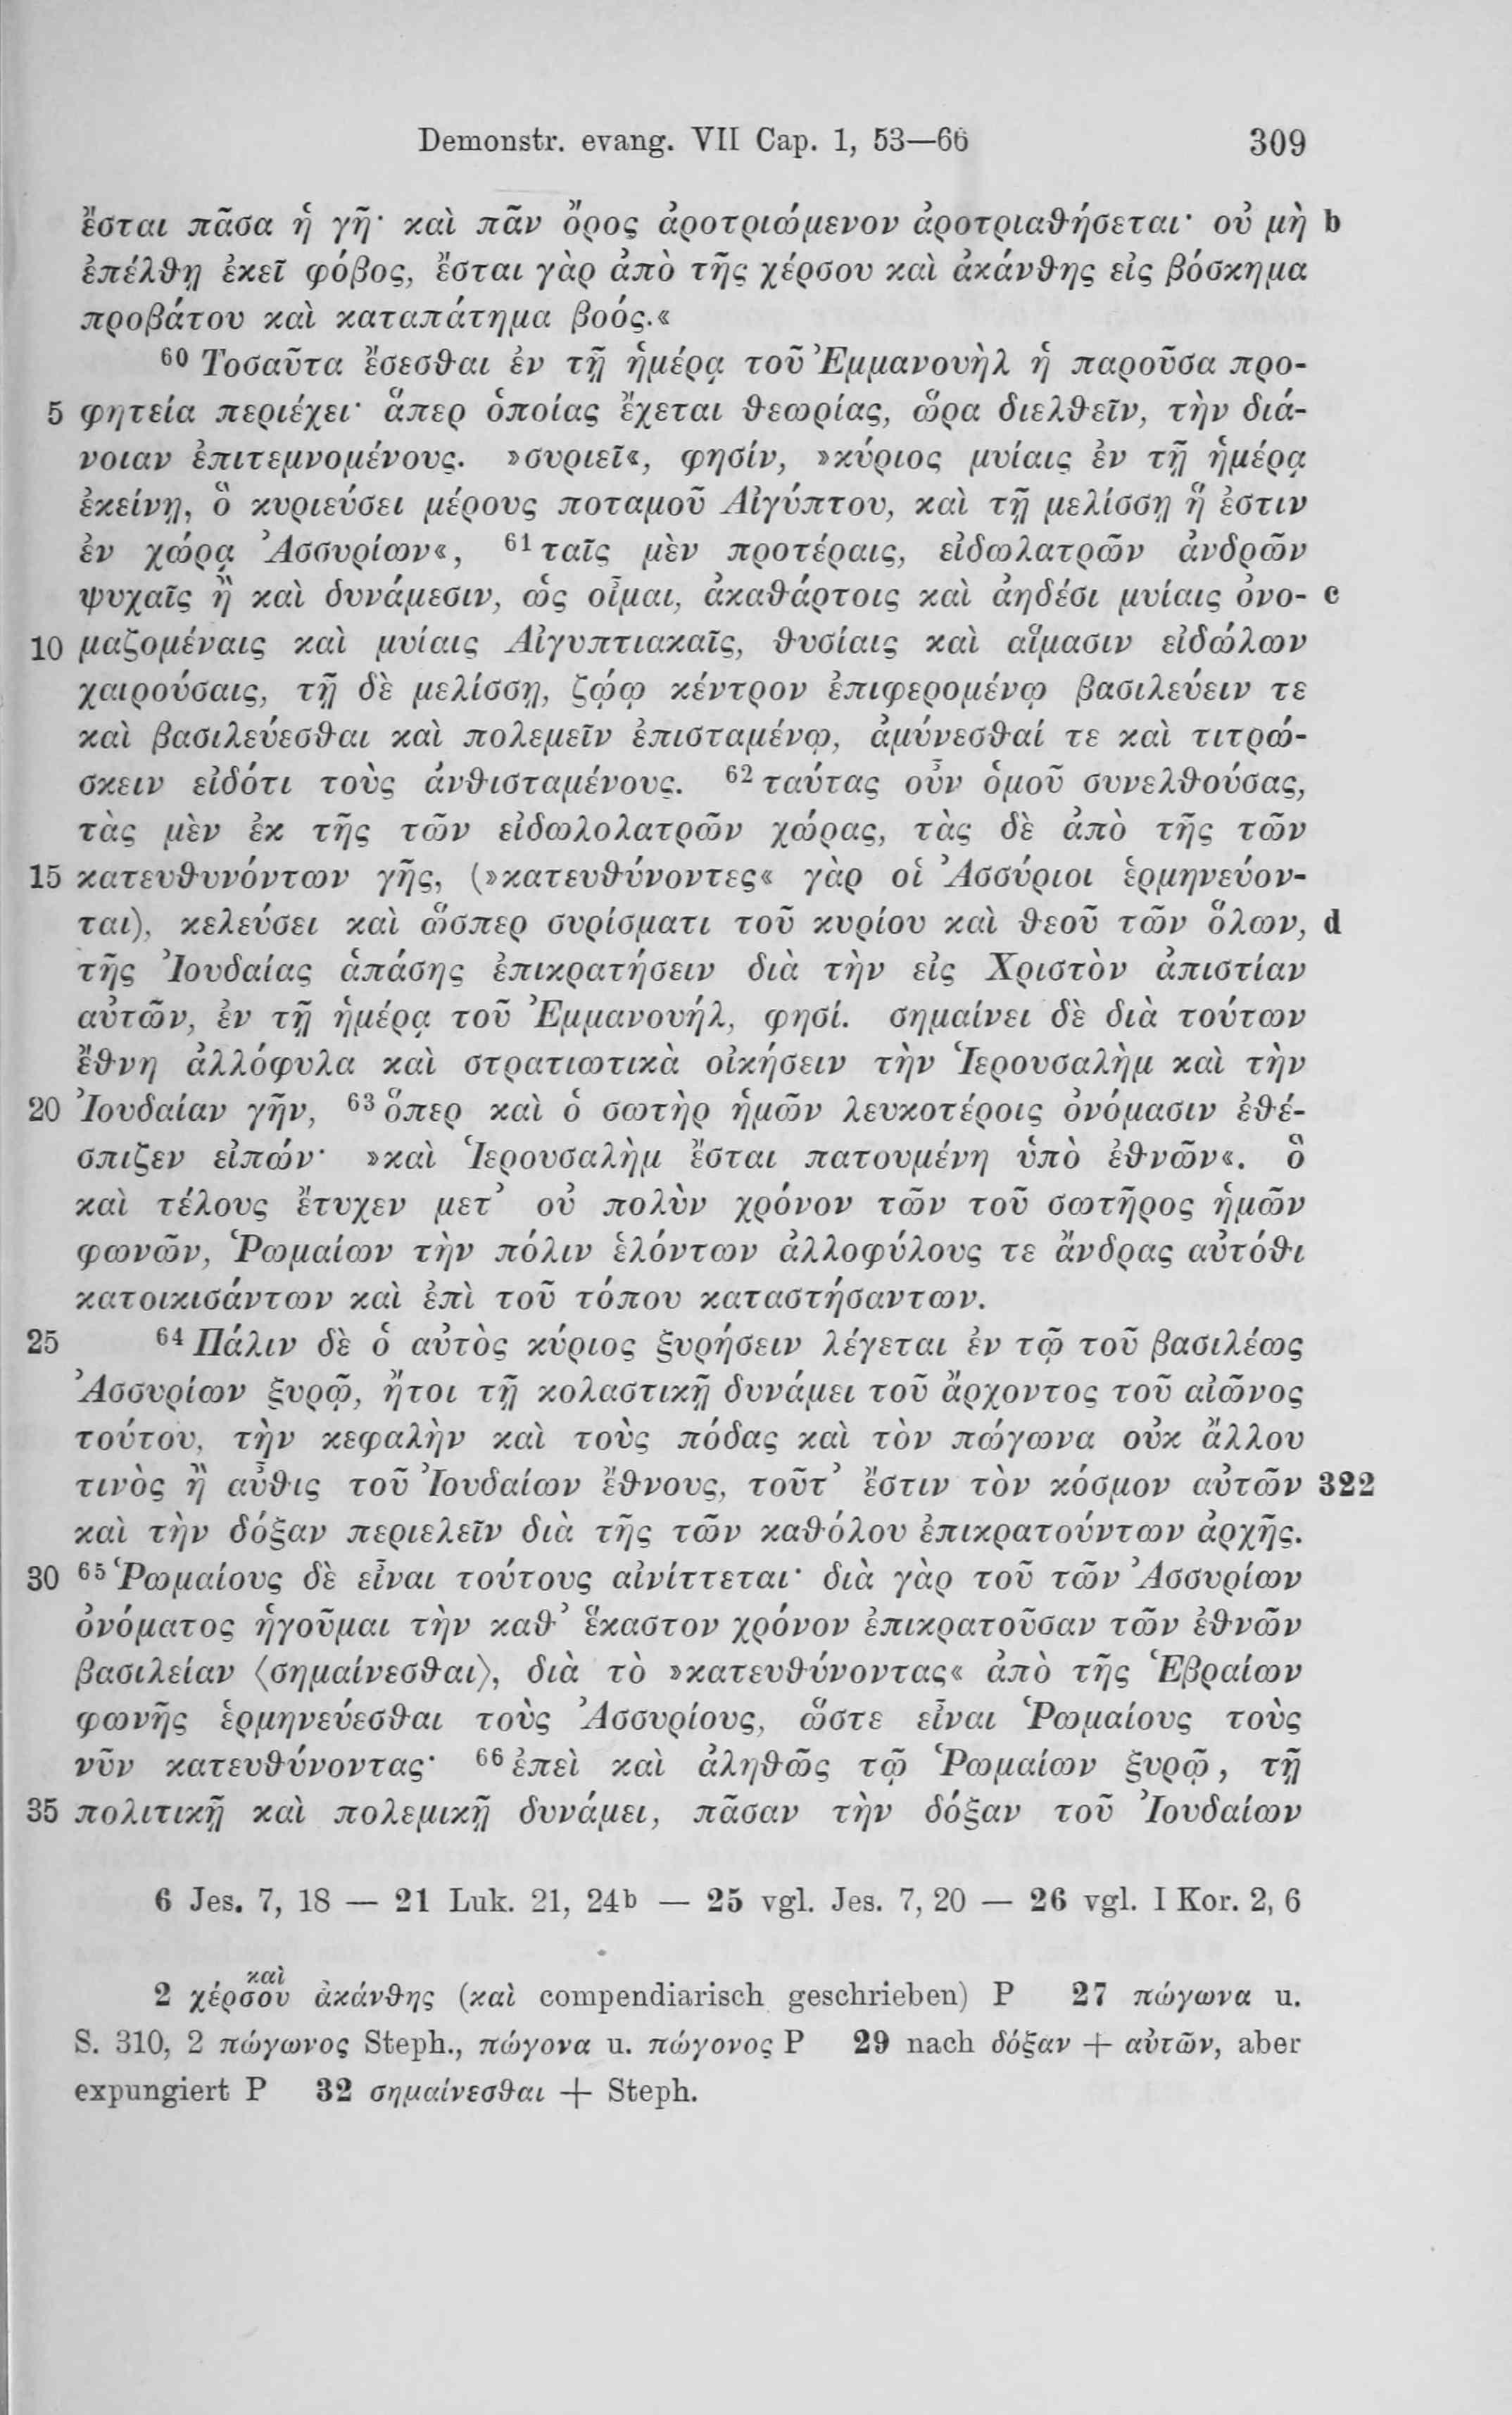 Demonstr. evang. VII Cap. 1, 53—66 309
ἔσται πᾶσα ἡ γῆ· καὶ πᾶν ὄρος ἀροτριώμενον ἀροτριαθήσεται· οὐ μὴ b
ἐπέλθῃ ἐκεῖ φόβος, ἔσται γὰρ ἀπὸ τῆς χέρσου καὶ ἀκάνθης εἰς βόσκημα
προβάτου καὶ καταπάτημα βοός.«
⁶⁰ Τοσαῦτα ἔσεσθαι ἐν τῇ ἡμέρᾳ τοῦ Ἐμμανουὴλ ἡ παροῦσα προ-
5 φητεία περιέχει· ἅπερ ὁποίας ἔχεται θεωρίας, ὥρα διελθεῖν, τὴν διά-
νοιαν ἐπιτεμνομένους. »συριεῖ«, φησίν, »κύριος μυίαις ἐν τῇ ἡμέρᾳ
ἐκείνῃ, ὃ κυριεύσει μέρους ποταμοῦ Αἰγύπτου, καὶ τῇ μελίσσῃ ἥ ἐστιν
ἐν χώρᾳ Ἀσσυρίων«, ⁶¹ ταῖς μὲν προτέραις, εἰδωλατρῶν ἀνδρῶν
ψυχαῖς ἢ καὶ δυνάμεσιν, ὡς οἶμαι, ἀκαθάρτοις καὶ ἀηδέσι μυίαις ὀνο- c
10 μαζομέναις καὶ μυίαις Αἰγυπτιακαῖς, θυσίαις καὶ αἵμασιν εἰδώλων
χαιρούσαις, τῇ δὲ μελίσσῃ, ζῴῳ κέντρον ἐπιφερομένῳ βασιλεύειν τε
καὶ βασιλεύεσθαι καὶ πολεμεῖν ἐπισταμένῳ, ἀμύνεσθαί τε καὶ τιτρώ-
σκειν εἰδότι τοὺς ἀνθισταμένους. ⁶² ταύτας οὖν ὁμοῦ συνελθούσας,
τὰς μὲν ἐκ τῆς τῶν εἰδωλολατρῶν χώρας, τὰς δὲ ἀπὸ τῆς τῶν
15 κατευθυνόντων γῆς, (»κατευθύνοντες« γὰρ οἱ Ἀσσύριοι ἑρμηνεύον-
ται), κελεύσει καὶ ὥσπερ συρίσματι τοῦ κυρίου καὶ θεοῦ τῶν ὅλων, d
τῆς Ἰουδαίας ἁπάσης ἐπικρατήσειν διὰ τὴν εἰς Χριστὸν ἀπιστίαν
αὐτῶν, ἐν τῇ ἡμέρᾳ τοῦ Ἐμμανουήλ, φησί. σημαίνει δὲ διὰ τούτων
ἔθνη ἀλλόφυλα καὶ στρατιωτικὰ οἰκήσειν τὴν Ἱερουσαλὴμ καὶ τὴν
20 Ἰουδαίαν γῆν, ⁶³ ὅπερ καὶ ὁ σωτὴρ ἡμῶν λευκοτέροις ὀνόμασιν ἐθέ-
σπιζεν εἰπών· »καὶ Ἱερουσαλὴμ ἔσται πατουμένη ὑπὸ ἐθνῶν«. ὃ
καὶ τέλους ἔτυχεν μετ’ οὐ πολὺν χρόνον τῶν τοῦ σωτῆρος ἡμῶν
φωνῶν, Ῥωμαίων τὴν πόλιν ἑλόντων ἀλλοφύλους τε ἄνδρας αὐτόθι
κατοικισάντων καὶ ἐπὶ τοῦ τόπου καταστήσαντων.
25 ⁶⁴ Πάλιν δὲ ὁ αὐτὸς κύριος ξυρήσειν λέγεται ἐν τῷ τοῦ βασιλέως
Ἀσσυρίων ξυρῷ, ἤτοι τῇ κολαστικῇ δυνάμει τοῦ ἄρχοντος τοῦ αἰῶνος
τούτου, τὴν κεφαλὴν καὶ τοὺς πόδας καὶ τὸν πώγωνα οὐκ ἄλλου
τινὸς ἢ αὖθις τοῦ Ἰουδαίων ἔθνους, τοῦτ’ ἔστιν τὸν κόσμον αὐτῶν 322
καὶ τὴν δόξαν περιελεῖν διὰ τῆς τῶν καθόλου ἐπικρατούντων ἀρχῆς.
30 ⁶⁵ Ῥωμαίους δὲ εἶναι τούτους αἰνίττεται· διὰ γὰρ τοῦ τῶν Ἀσσυρίων
ὀνόματος ἡγοῦμαι τὴν καθ’ ἕκαστον χρόνον ἐπικρατοῦσαν τῶν ἐθνῶν
βασιλείαν ⟨σημαίνεσθαι⟩, διὰ τὸ »κατευθύνοντας« ἀπὸ τῆς Ἑβραίων
φωνῆς ἑρμηνεύεσθαι τοὺς Ἀσσυρίους, ὥστε εἶναι Ῥωμαίους τοὺς
νῦν κατευθύνοντας· ⁶⁶ ἐπεὶ καὶ ἀληθῶς τῷ Ῥωμαίων ξυρῷ, τῇ
35 πολιτικῇ καὶ πολεμικῇ δυνάμει, πᾶσαν τὴν δόξαν τοῦ Ἰουδαίων
6 Jes. 7, 18 — 21 Luk. 21, 24b — 25 vgl. Jes. 7, 20 — 26 vgl. I Kor. 2, 6
καὶ
2 χέρσου ἀκάνθης (καὶ compendiarisch geschrieben) P 27 πώγωνα u.
S. 310, 2 πώγωνος Steph., πώγονα u. πώγονος P 29 nach δόξαν + αὐτῶν, aber
expungiert P 32 σημαίνεσθαι + Steph.